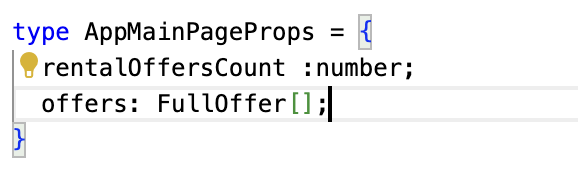 type AppMainPageProps = {
rentalOffersCount :number;
offers: FullOffer[];
}